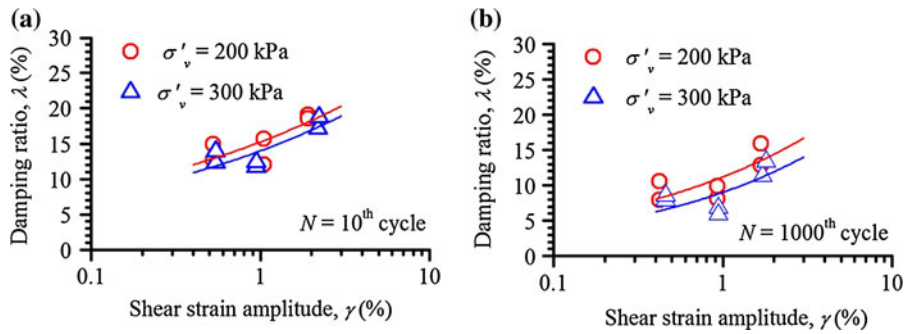 (a)
30
25
20
15
10
5
0
Damping ratio, λ (%)
σ′v = 200 kPa
σ′v = 300 kPa
N = 10th cycle
0.1 1 10
Shear strain amplitude, γ (%)
(b)
30
25
20
15
10
5
0
Damping ratio, λ (%)
σ′v = 200 kPa
σ′v = 300 kPa
N = 1000th cycle
0.1 1 10
Shear strain amplitude, γ (%)